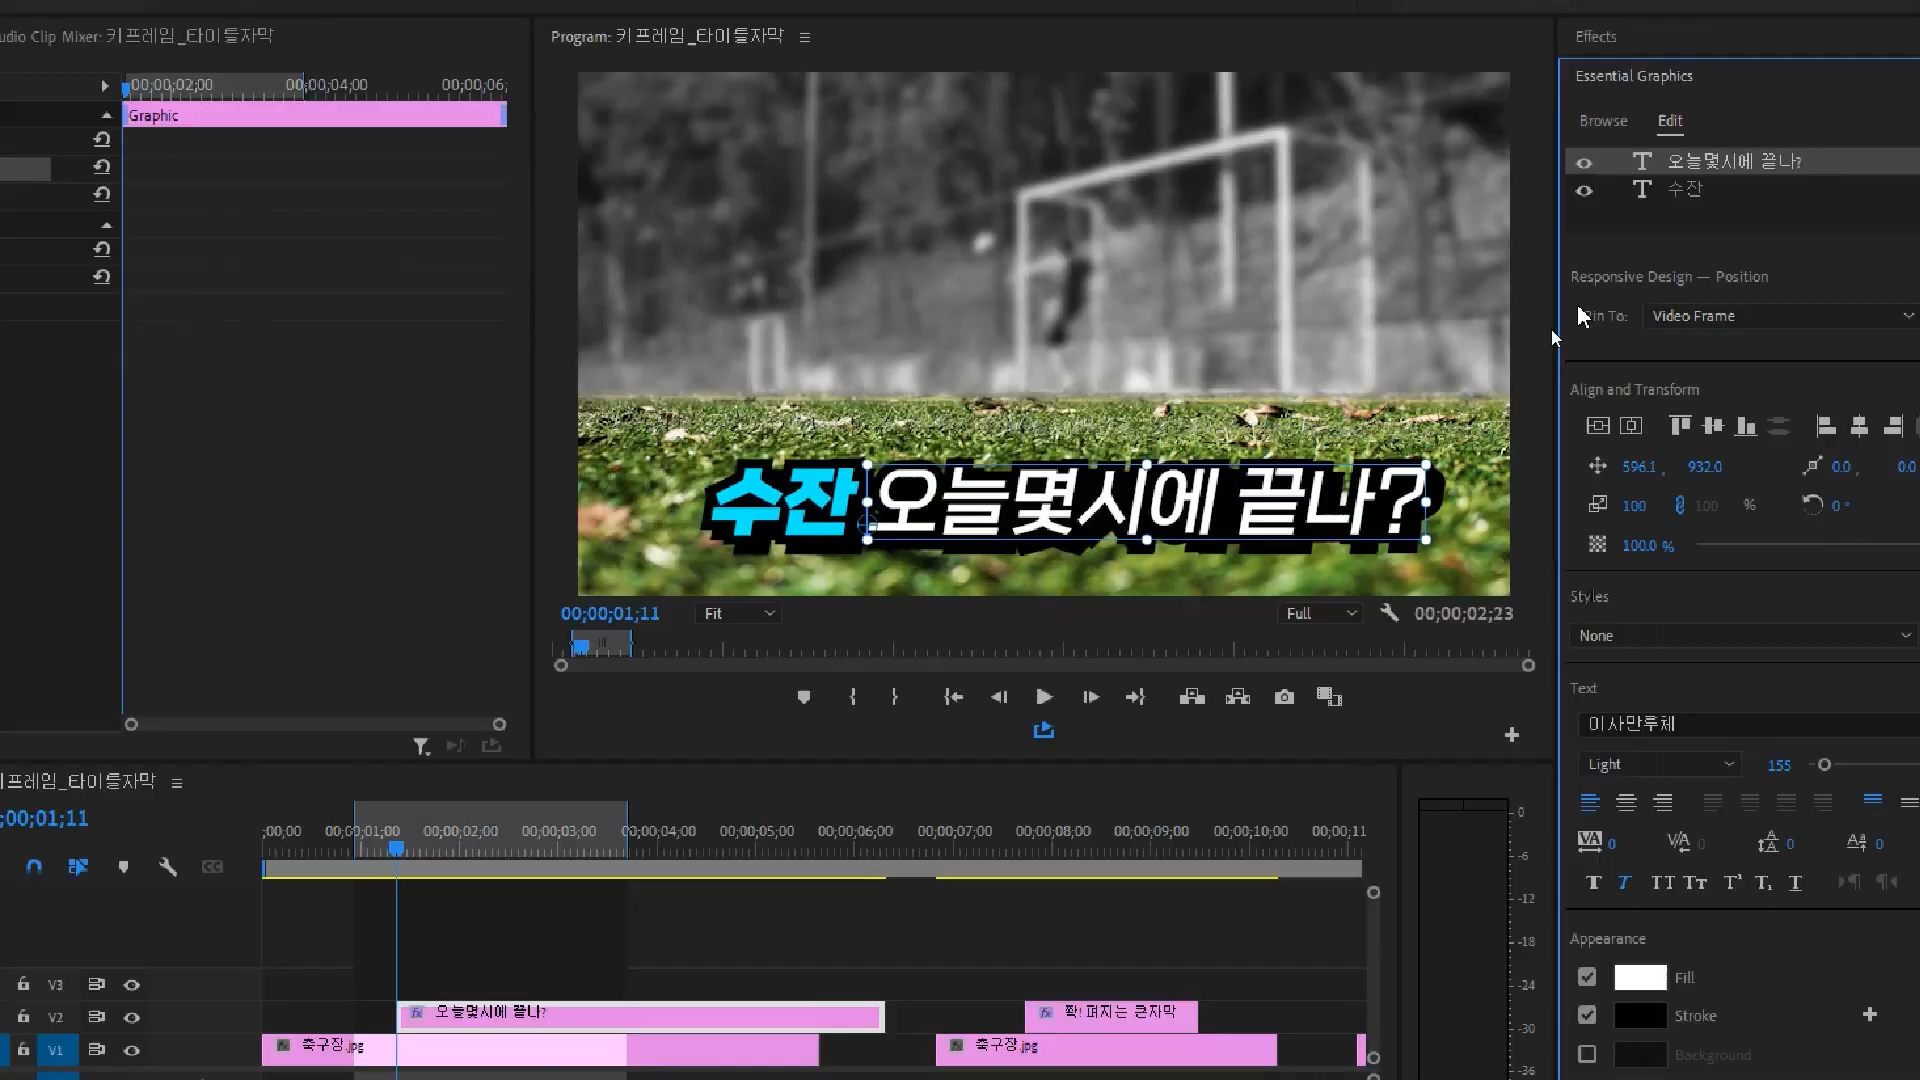 udio Clip Mixer: 키프레임_타이틀자막
00;00;02;00
00;00;04;00
00;00;06;
Graphic
Program: 키프레임_타이틀자막
수잔 오늘몇시에 끝나?
00;00;01;11
Fit
Full
00;00;02;23
Effects
Essential Graphics
Browse
Edit
오늘몇시에 끝나?
수잔
Responsive Design — Position
in To:
Video Frame
Align and Transform
596.1 ,
932.0
0.0 ,
0.0
100
100
%
0 °
100.0 %
Styles
None
Text
이사만루체
Light
155
0
0
0
0
Appearance
Fill
Stroke
Background
키프레임_타이틀자막
;00;01;11
;00;00
00;00;01;00
00;00;02;00
00;00;03;00
00;00;04;00
00;00;05;00
00;00;06;00
00;00;07;00
00;00;08;00
00;00;09;00
00;00;10;00
00;00;11
V3
V2
fx 오늘몇시에 끝나?
fx 쫙! 퍼지는 큰자막
V1
fx 축구장.jpg
fx 축구장.jpg
0
-6
-12
-18
-24
-30
-36